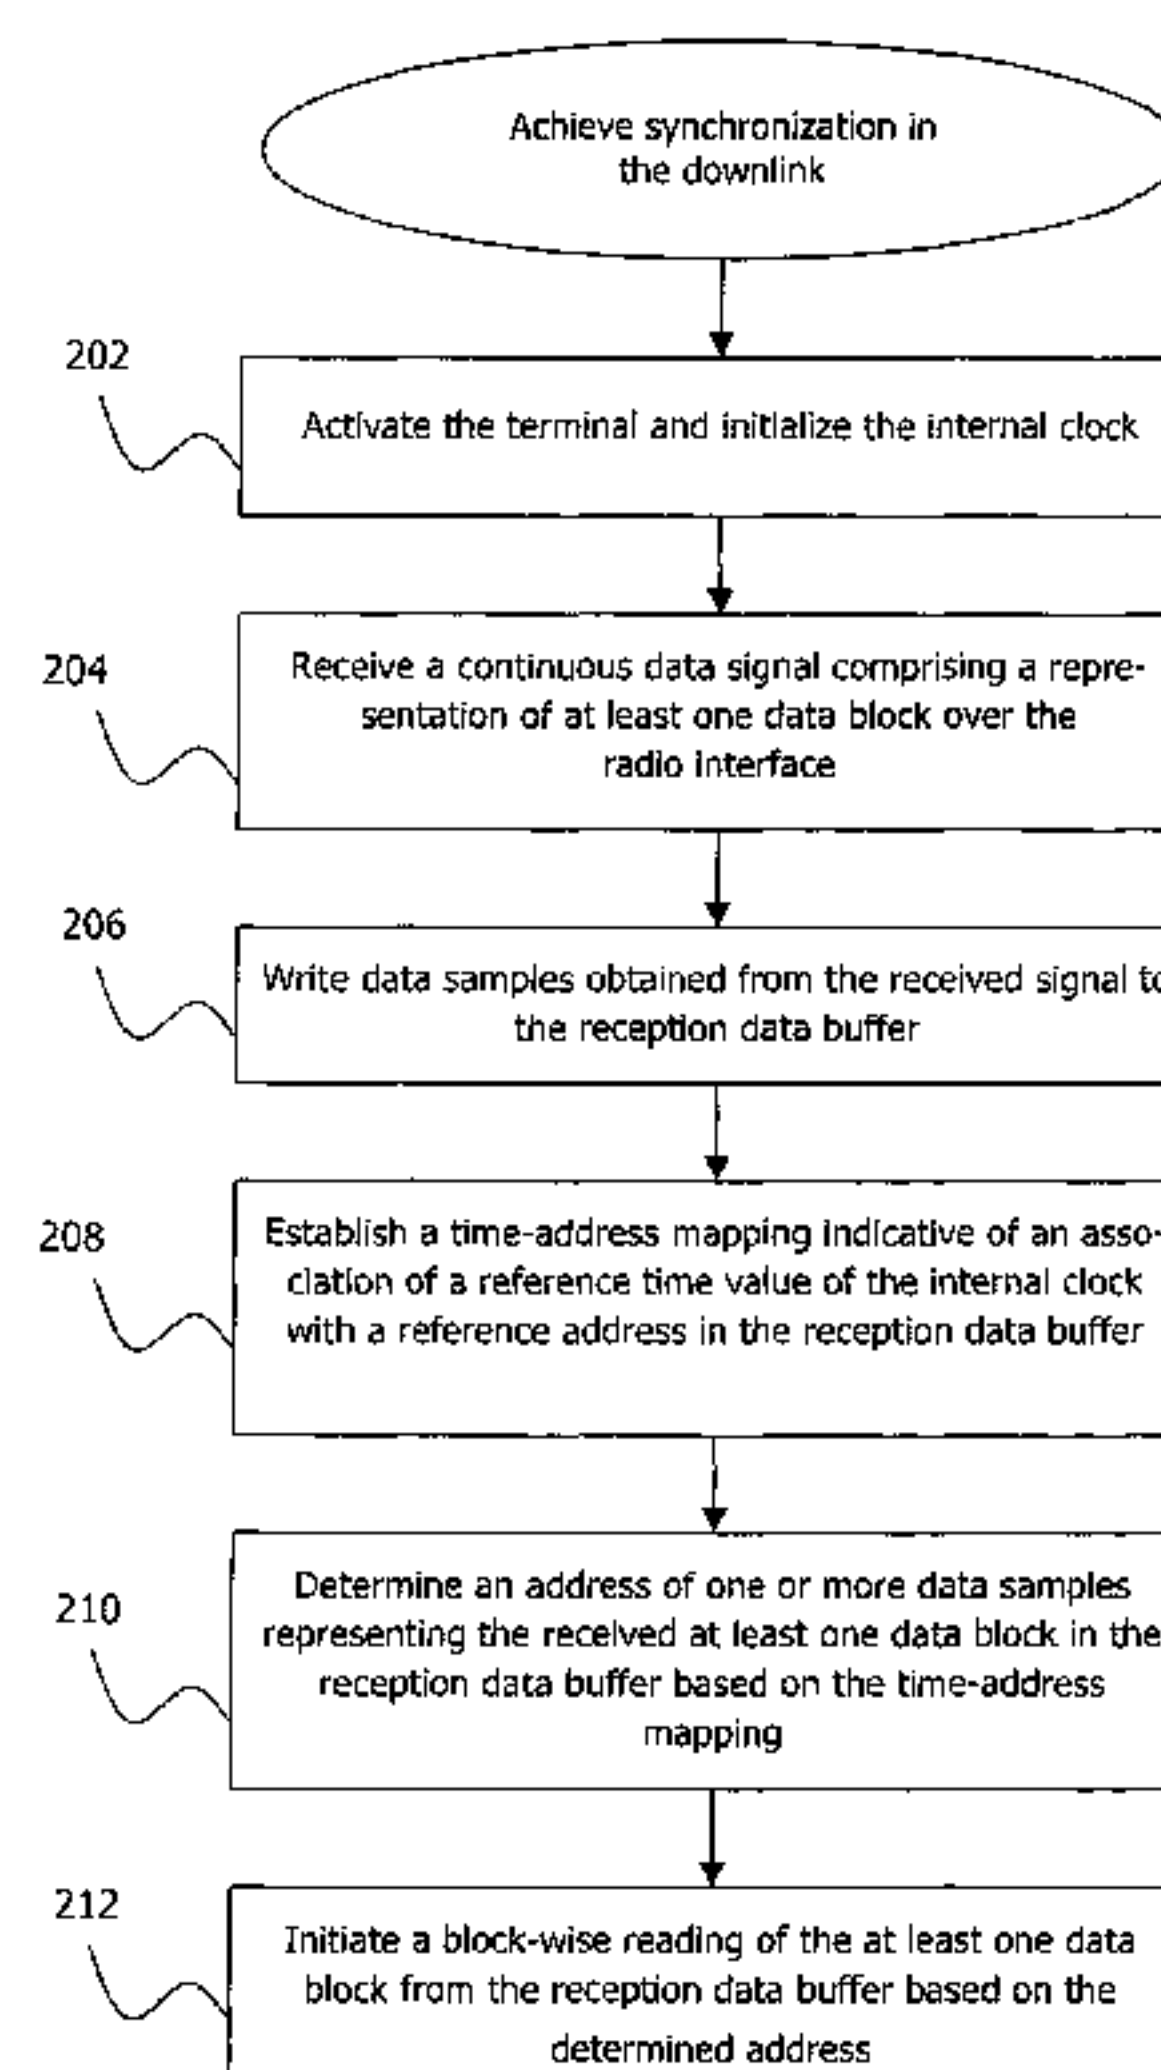 Achieve synchronization in
the downlink
202
Activate the terminal and initialize the internal clock
204
Receive a continuous data signal comprising a repre-
sentation of at least one data block over the
radio interface
206
Write data samples obtained from the received signal to
the reception data buffer
208
Establish a time-address mapping indicative of an asso-
ciation of a reference time value of the internal clock
with a reference address in the reception data buffer
210
Determine an address of one or more data samples
representing the received at least one data block in the
reception data buffer based on the time-address
mapping
212
Initiate a block-wise reading of the at least one data
block from the reception data buffer based on the
determined address